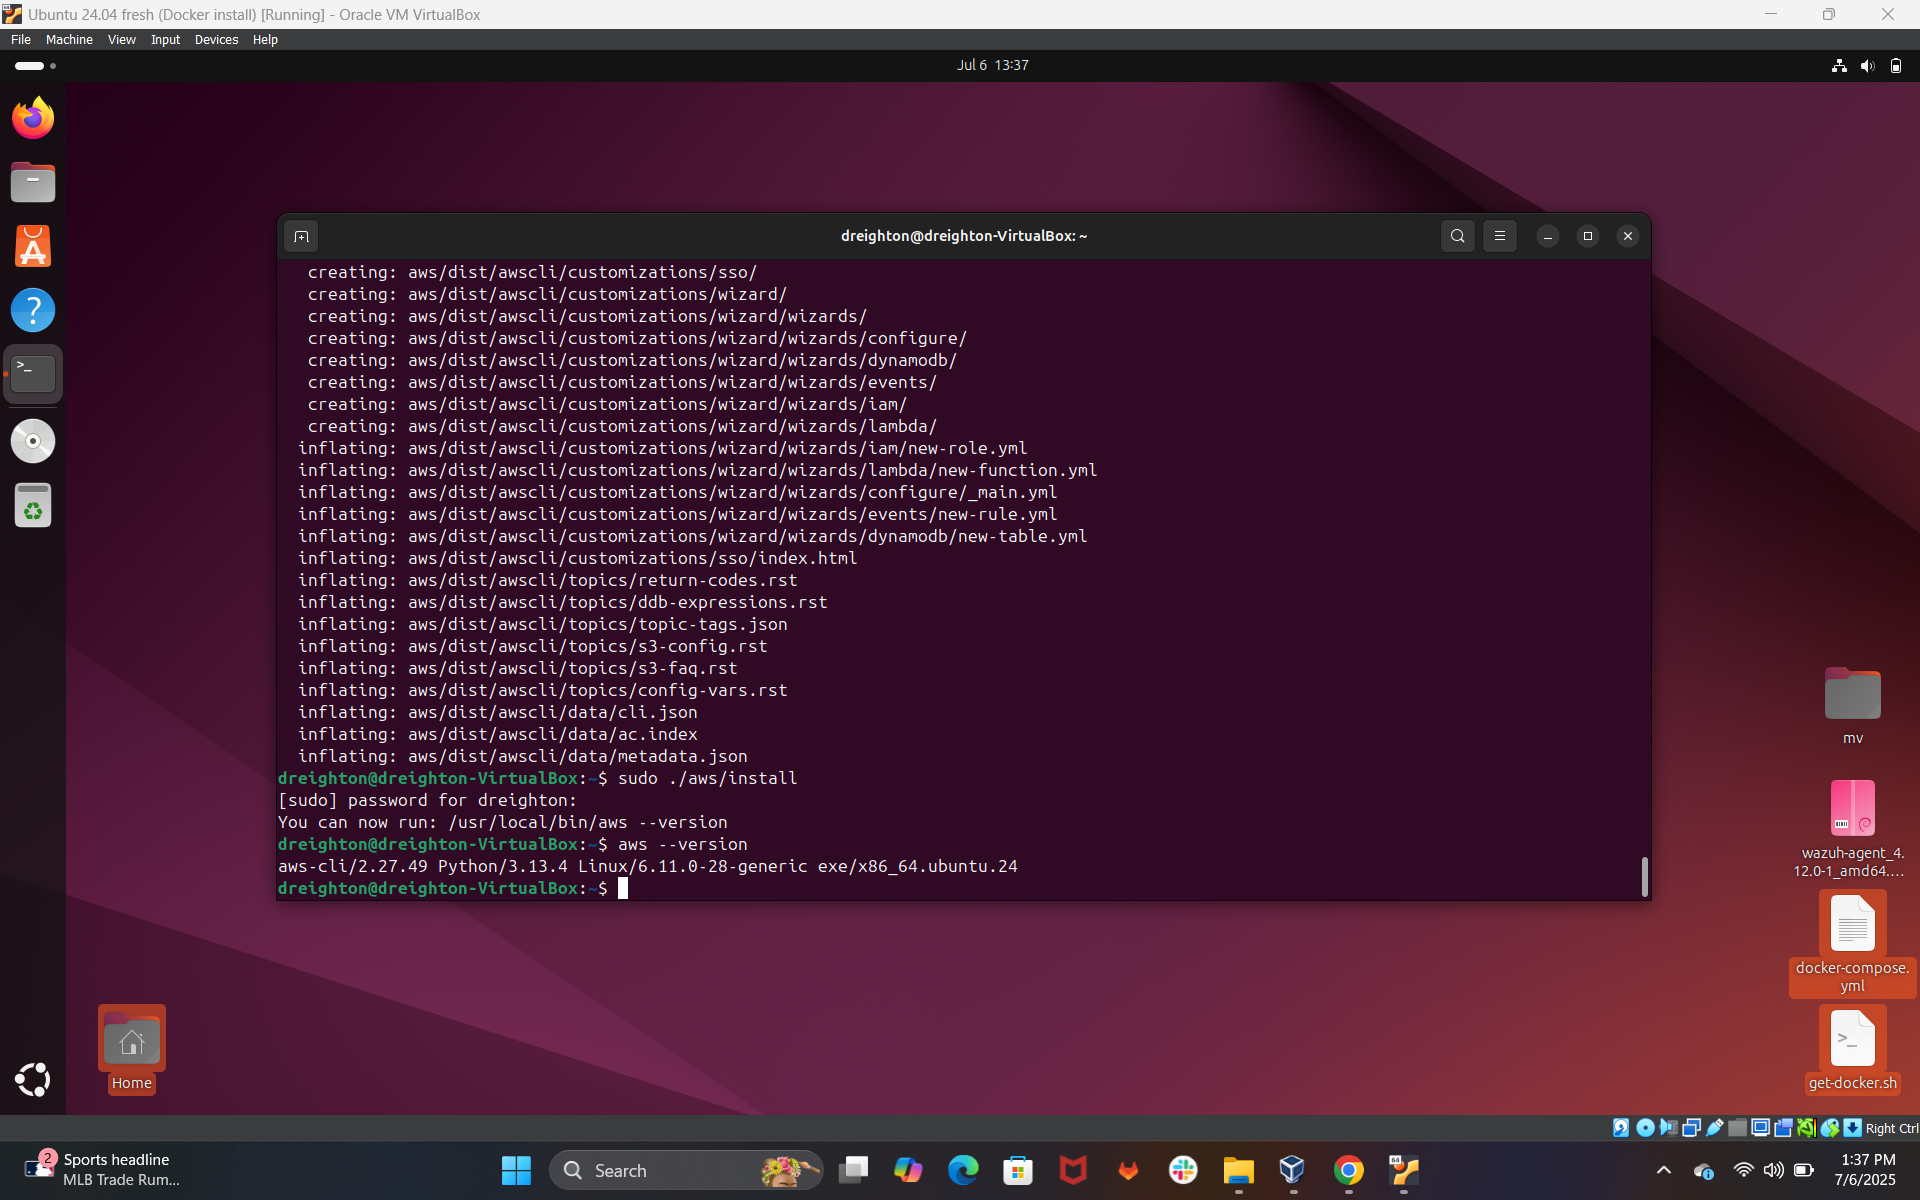 Ubuntu 24.04 fresh (Docker install) [Running] - Oracle VM VirtualBox
File Machine View Input Devices Help
Jul 6 13:37
dreighton@dreighton-VirtualBox: ~
creating: aws/dist/awscli/customizations/sso/
creating: aws/dist/awscli/customizations/wizard/
creating: aws/dist/awscli/customizations/wizard/wizards/
creating: aws/dist/awscli/customizations/wizard/wizards/configure/
creating: aws/dist/awscli/customizations/wizard/wizards/dynamodb/
creating: aws/dist/awscli/customizations/wizard/wizards/events/
creating: aws/dist/awscli/customizations/wizard/wizards/iam/
creating: aws/dist/awscli/customizations/wizard/wizards/lambda/
inflating: aws/dist/awscli/customizations/wizard/wizards/iam/new-role.yml
inflating: aws/dist/awscli/customizations/wizard/wizards/lambda/new-function.yml
inflating: aws/dist/awscli/customizations/wizard/wizards/configure/_main.yml
inflating: aws/dist/awscli/customizations/wizard/wizards/events/new-rule.yml
inflating: aws/dist/awscli/customizations/wizard/wizards/dynamodb/new-table.yml
inflating: aws/dist/awscli/customizations/sso/index.html
inflating: aws/dist/awscli/topics/return-codes.rst
inflating: aws/dist/awscli/topics/ddb-expressions.rst
inflating: aws/dist/awscli/topics/topic-tags.json
inflating: aws/dist/awscli/topics/s3-config.rst
inflating: aws/dist/awscli/topics/s3-faq.rst
inflating: aws/dist/awscli/topics/config-vars.rst
inflating: aws/dist/awscli/data/cli.json
inflating: aws/dist/awscli/data/ac.index
inflating: aws/dist/awscli/data/metadata.json
dreighton@dreighton-VirtualBox:~$ sudo ./aws/install
[sudo] password for dreighton:
You can now run: /usr/local/bin/aws --version
dreighton@dreighton-VirtualBox:~$ aws --version
aws-cli/2.27.49 Python/3.13.4 Linux/6.11.0-28-generic exe/x86_64.ubuntu.24
dreighton@dreighton-VirtualBox:~$
mv
wazuh-agent_4.
12.0-1_amd64....
docker-compose.
yml
get-docker.sh
Home
Right Ctrl
2
Sports headline
MLB Trade Rum...
Search
64
1:37 PM
7/6/2025